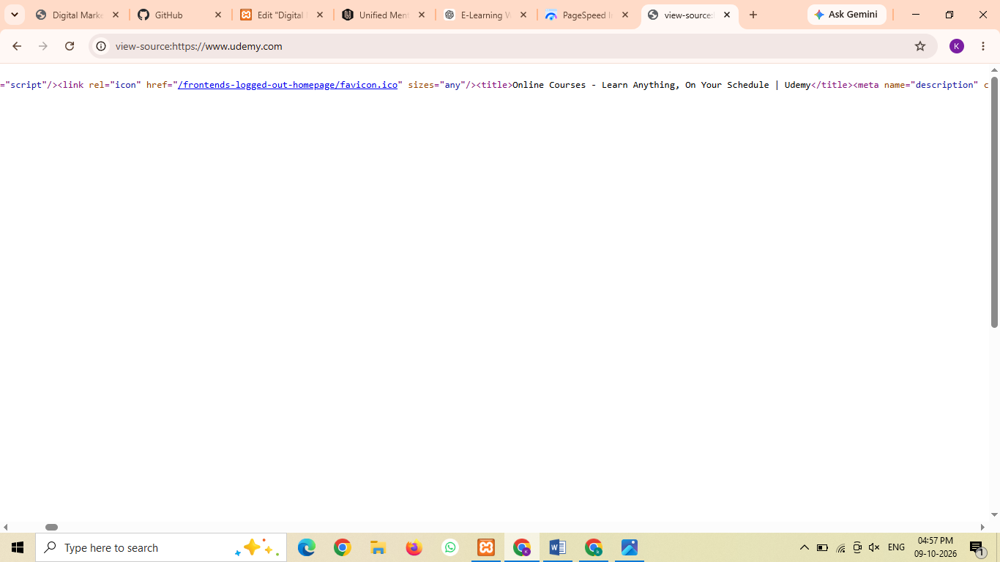 Digital Marke
GitHub
Edit "Digital
Unified Ment
E-Learning W
PageSpeed In
view-source:
Ask Gemini
view-source:https://www.udemy.com
K
="script"/><link rel="icon" href="/frontends-logged-out-homepage/favicon.ico" sizes="any"/><title>Online Courses - Learn Anything, On Your Schedule | Udemy</title><meta name="description" c
Type here to search
ENG
04:57 PM
09-10-2026
1